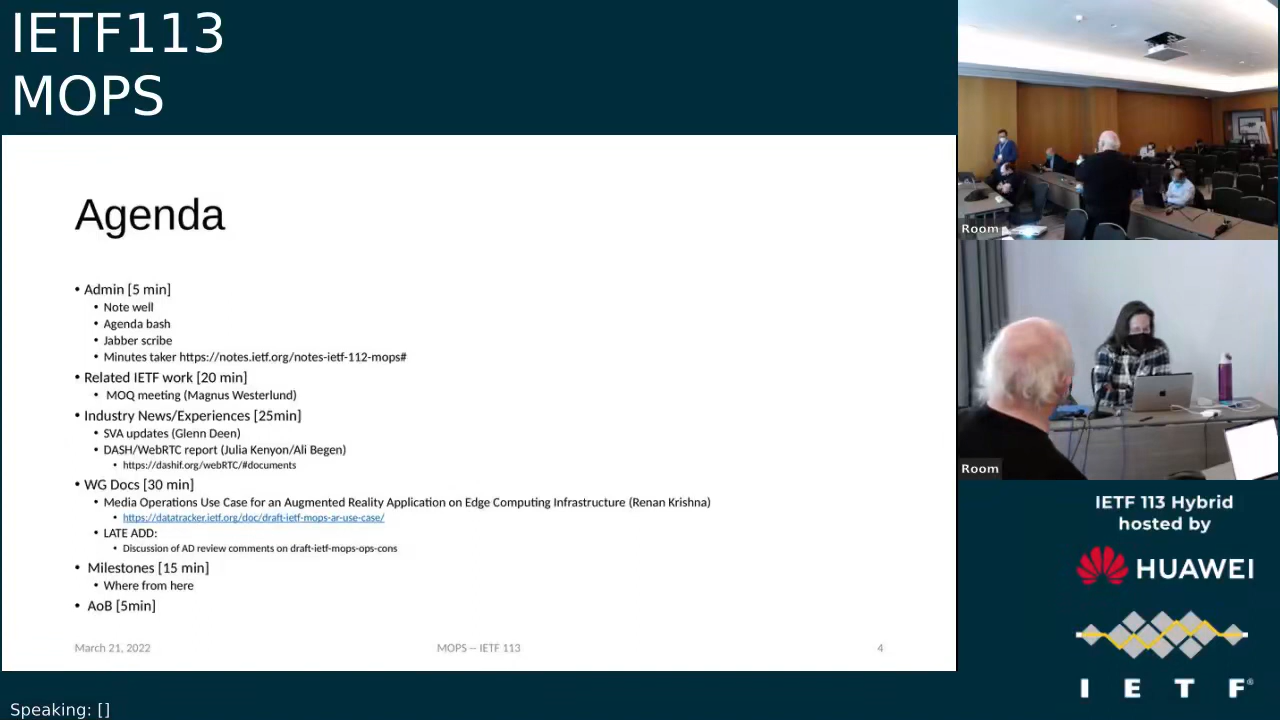 IETF113
MOPS
Agenda
• Admin [5 min]
• Note well
• Agenda bash
• Jabber scribe
• Minutes taker https://notes.ietf.org/notes-ietf-112-mops#
• Related IETF work [20 min]
• MOQ meeting (Magnus Westerlund)
• Industry News/Experiences [25min]
• SVA updates (Glenn Deen)
• DASH/WebRTC report (Julia Kenyon/Ali Begen)
• https://dashif.org/webRTC/#documents
• WG Docs [30 min]
• Media Operations Use Case for an Augmented Reality Application on Edge Computing Infrastructure (Renan Krishna)
• https://datatracker.ietf.org/doc/draft-ietf-mops-ar-use-case/
• LATE ADD:
• Discussion of AD review comments on draft-ietf-mops-ops-cons
• Milestones [15 min]
• Where from here
• AoB [5min]
March 21, 2022
MOPS -- IETF 113
4
Speaking: []
Room
Room
IETF 113 Hybrid
hosted by
HUAWEI
I E T F®